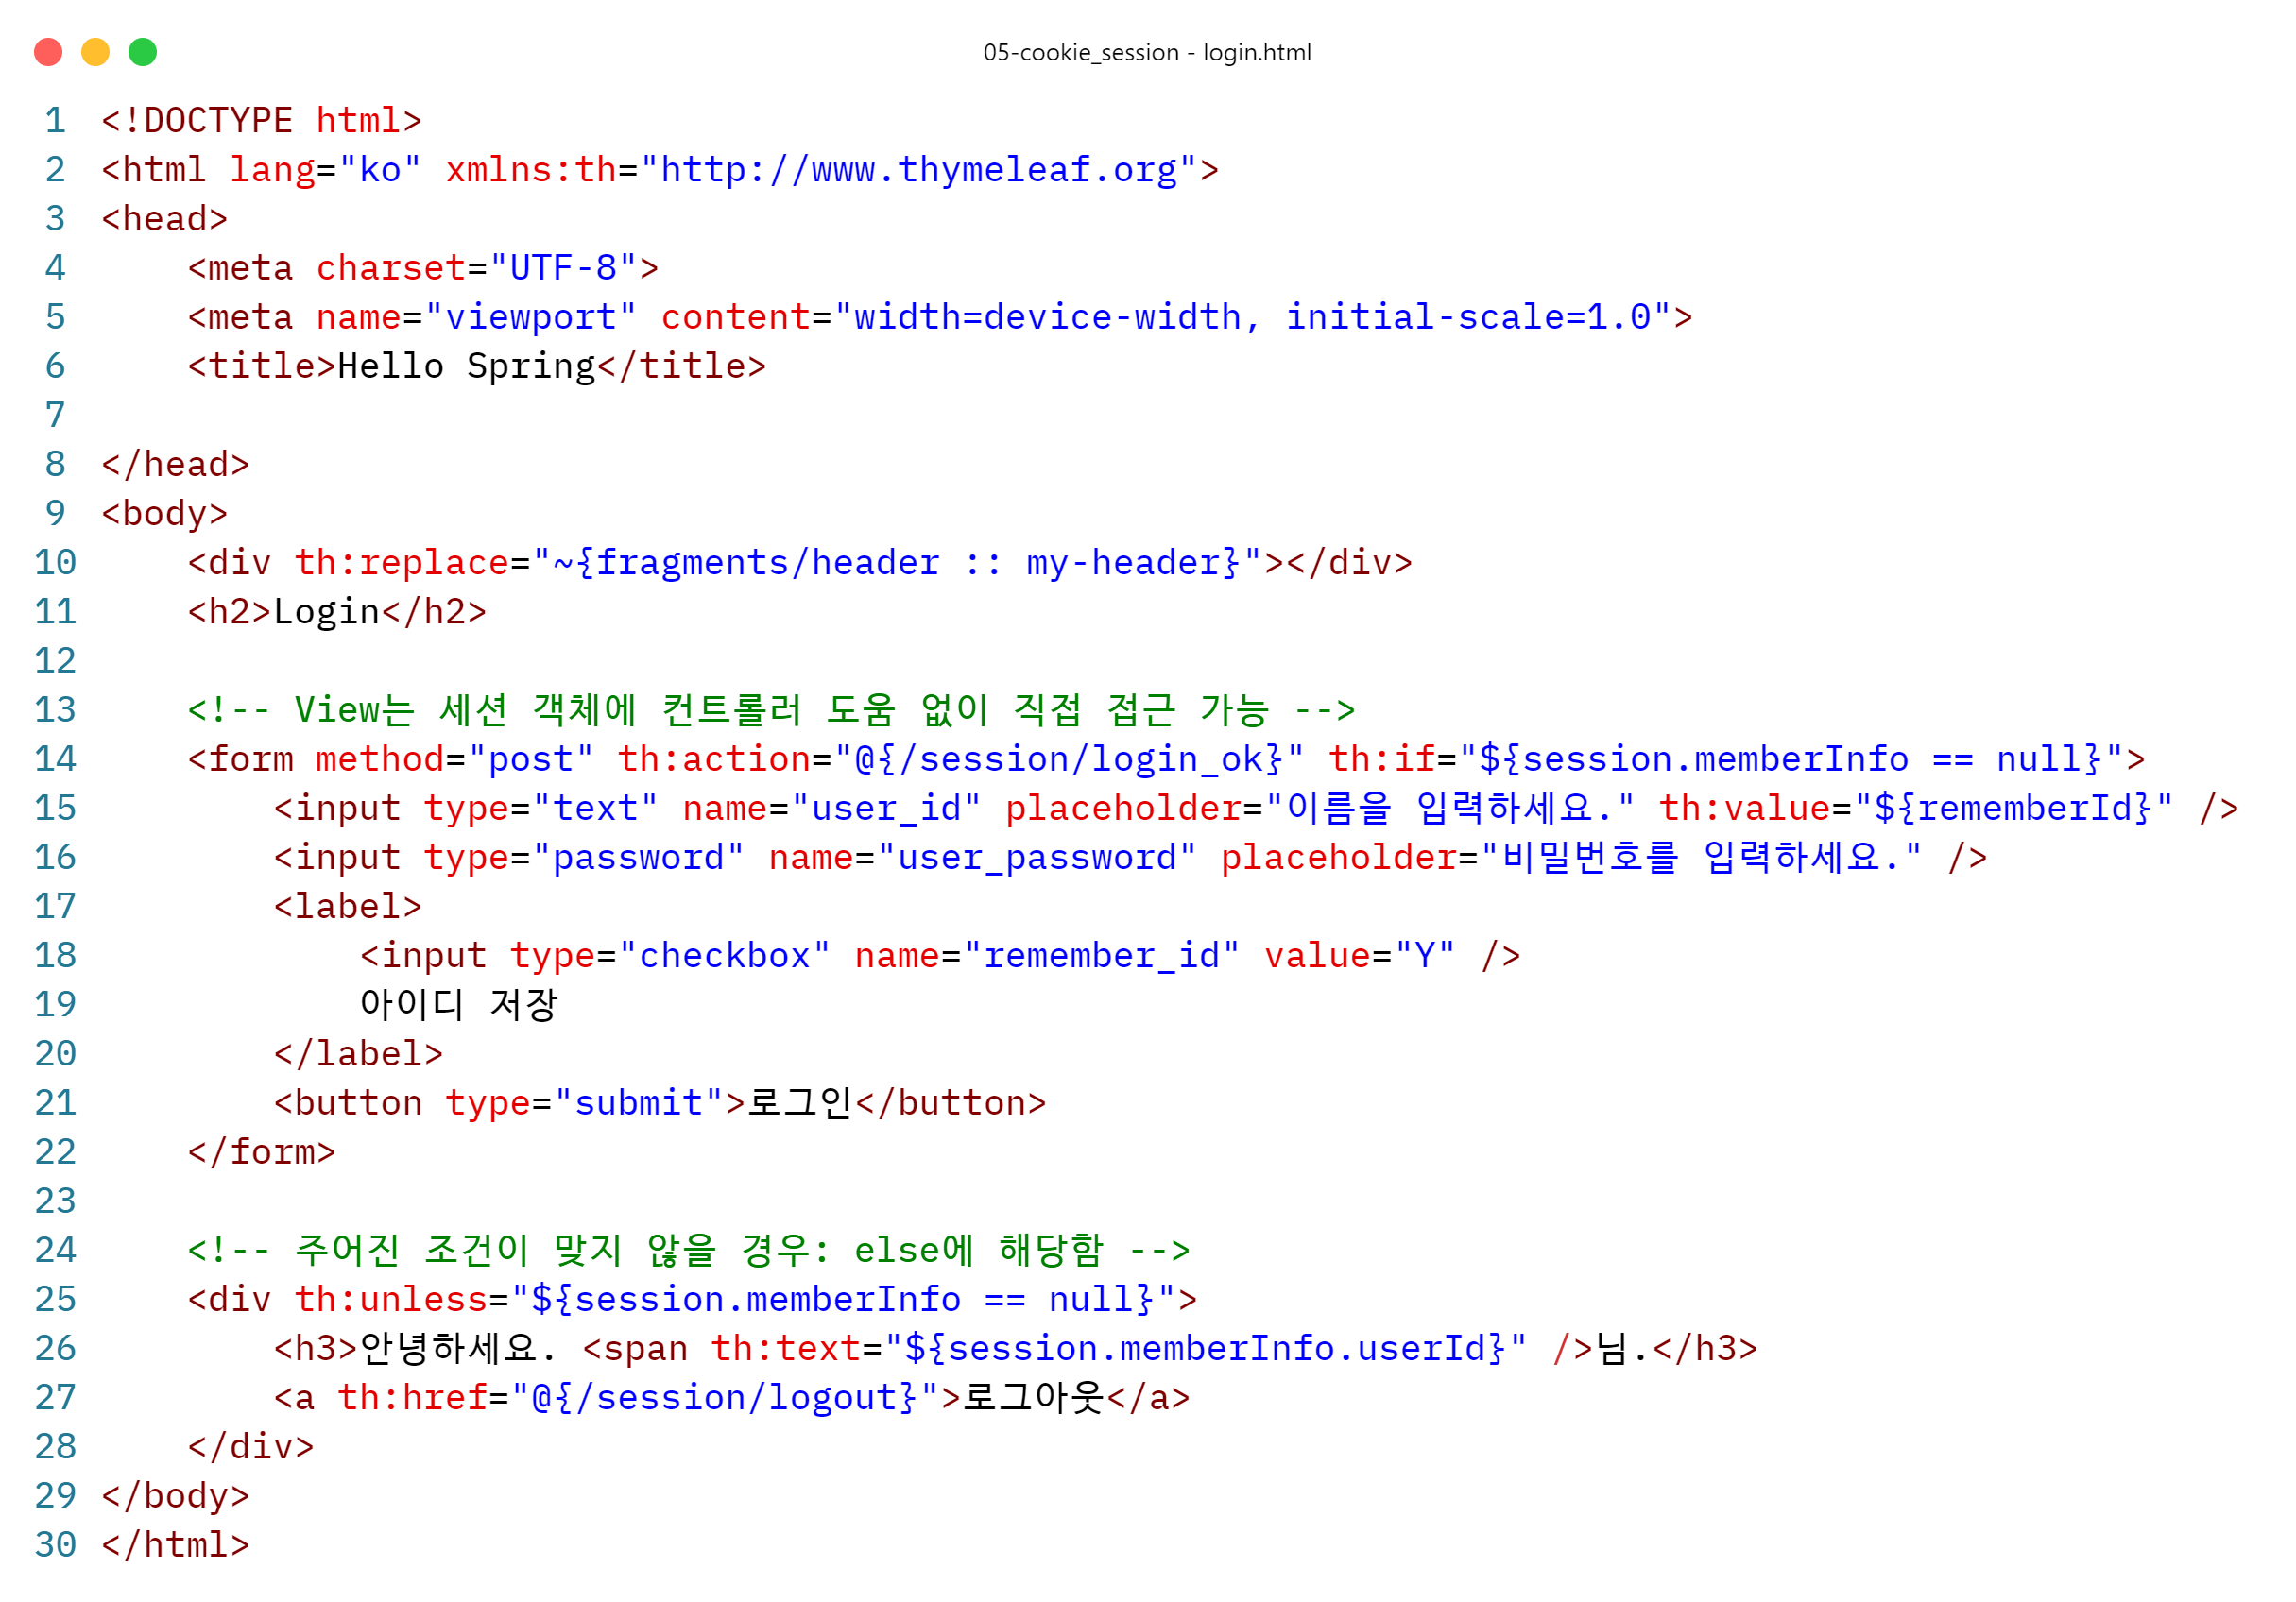 05-cookie_session - login.html
1 <!DOCTYPE html>
2 <html lang="ko" xmlns:th="http://www.thymeleaf.org">
3 <head>
4     <meta charset="UTF-8">
5     <meta name="viewport" content="width=device-width, initial-scale=1.0">
6     <title>Hello Spring</title>
7
8 </head>
9 <body>
10     <div th:replace="~{fragments/header :: my-header}"></div>
11     <h2>Login</h2>
12
13     <!-- View는 세션 객체에 컨트롤러 도움 없이 직접 접근 가능 -->
14     <form method="post" th:action="@{/session/login_ok}" th:if="${session.memberInfo == null}">
15         <input type="text" name="user_id" placeholder="이름을 입력하세요." th:value="${rememberId}" />
16         <input type="password" name="user_password" placeholder="비밀번호를 입력하세요." />
17         <label>
18             <input type="checkbox" name="remember_id" value="Y" />
19             아이디 저장
20         </label>
21         <button type="submit">로그인</button>
22     </form>
23
24     <!-- 주어진 조건이 맞지 않을 경우: else에 해당함 -->
25     <div th:unless="${session.memberInfo == null}">
26         <h3>안녕하세요. <span th:text="${session.memberInfo.userId}" />님.</h3>
27         <a th:href="@{/session/logout}">로그아웃</a>
28     </div>
29 </body>
30 </html>